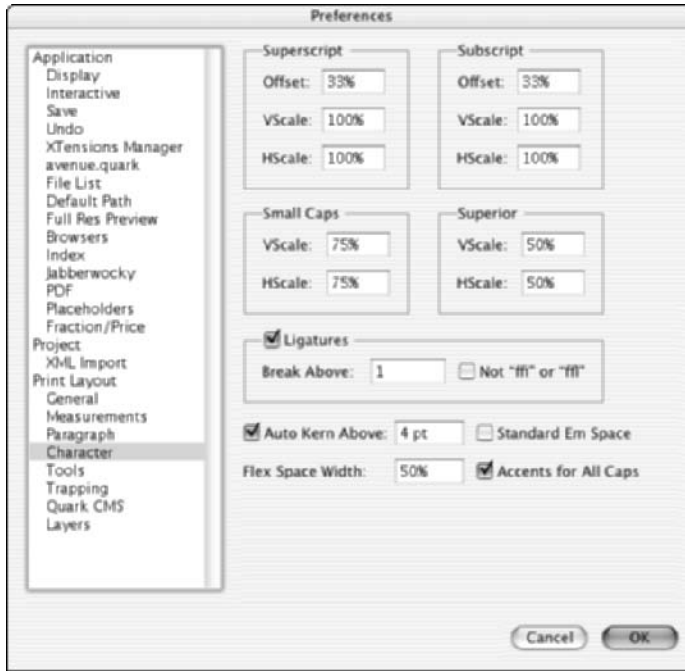 Preferences
Application
Display
Interactive
Save
Undo
XTensions Manager
avenue.quark
File List
Default Path
Full Res Preview
Browsers
Index
Jabberwocky
PDF
Placeholders
Fraction/Price
Project
XML Import
Print Layout
General
Measurements
Paragraph
Character
Tools
Trapping
Quark CMS
Layers
Superscript
Offset: 33%
VScale: 100%
HScale: 100%
Subscript
Offset: 33%
VScale: 100%
HScale: 100%
Small Caps
VScale: 75%
HScale: 75%
Superior
VScale: 50%
HScale: 50%
Ligatures
Break Above: 1 Not "ffi" or "ffl"
Auto Kern Above: 4 pt Standard Em Space
Flex Space Width: 50% Accents for All Caps
Cancel OK